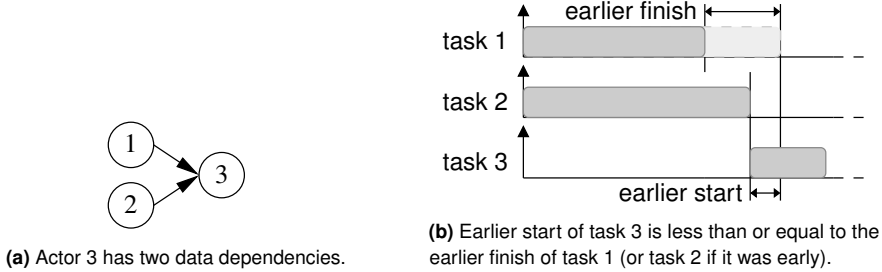 1
2
3
(a) Actor 3 has two data dependencies.
earlier finish
task 1
task 2
task 3
earlier start
(b) Earlier start of task 3 is less than or equal to the
earlier finish of task 1 (or task 2 if it was early).